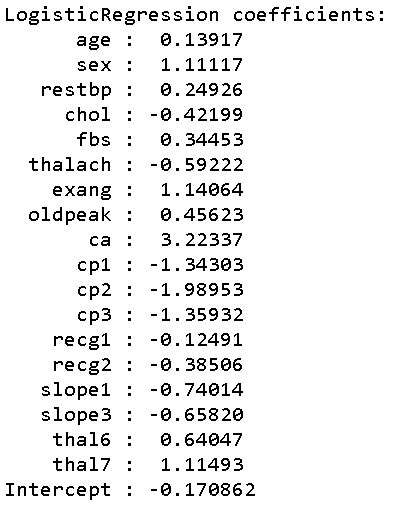 LogisticRegression coefficients:
age : 0.13917
sex : 1.11117
restbp : 0.24926
chol : -0.42199
fbs : 0.34453
thalach : -0.59222
exang : 1.14064
oldpeak : 0.45623
ca : 3.22337
cp1 : -1.34303
cp2 : -1.98953
cp3 : -1.35932
recg1 : -0.12491
recg2 : -0.38506
slope1 : -0.74014
slope3 : -0.65820
thal6 : 0.64047
thal7 : 1.11493
Intercept : -0.170862